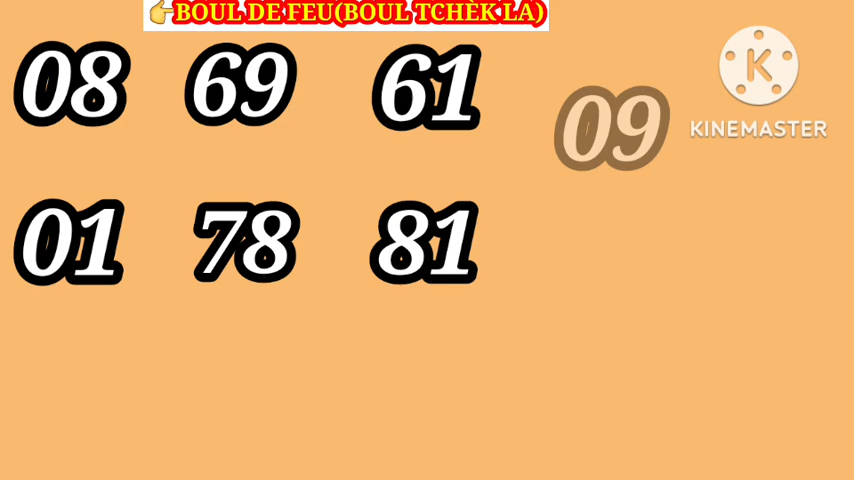 👉BOUL DE FEU(BOUL TCHÈK LA)
08 69 61
09
KINEMASTER
01 78 81